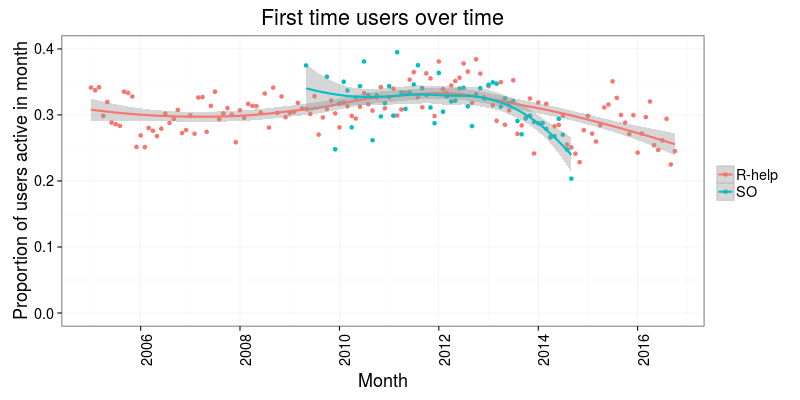 First time users over time
Proportion of users active in month
0.4
0.3
0.2
0.1
0.0
2006
2008
2010
2012
2014
2016
Month
R-help
SO